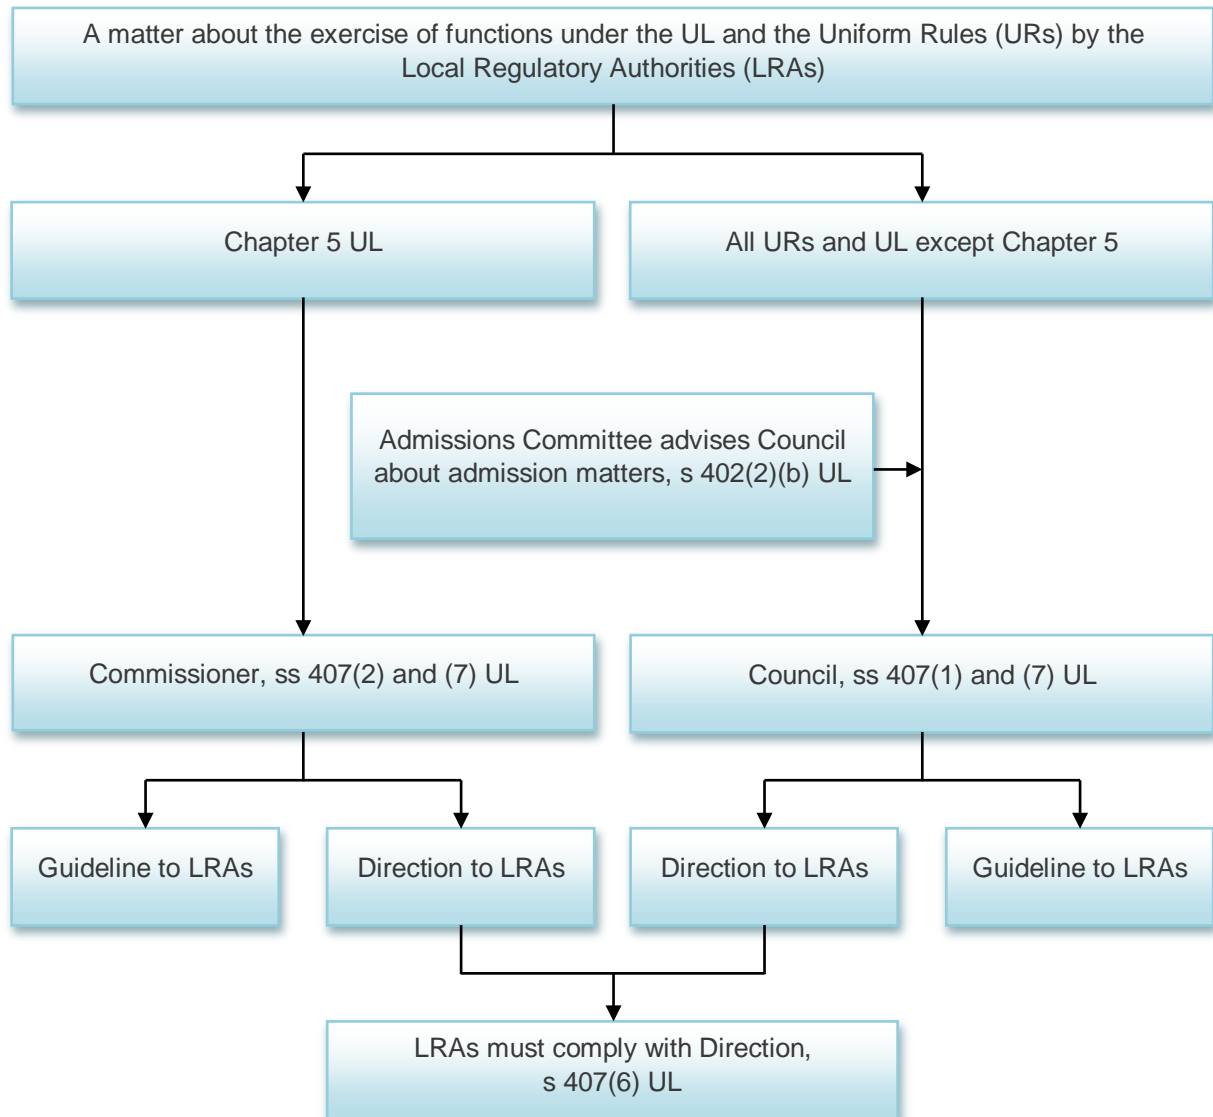 A matter about the exercise of functions under the UL and the Uniform Rules (URs) by the
Local Regulatory Authorities (LRAs)
Chapter 5 UL
All URs and UL except Chapter 5
Admissions Committee advises Council
about admission matters, s 402(2)(b) UL
Commissioner, ss 407(2) and (7) UL
Council, ss 407(1) and (7) UL
Guideline to LRAs
Direction to LRAs
Direction to LRAs
Guideline to LRAs
LRAs must comply with Direction,
s 407(6) UL